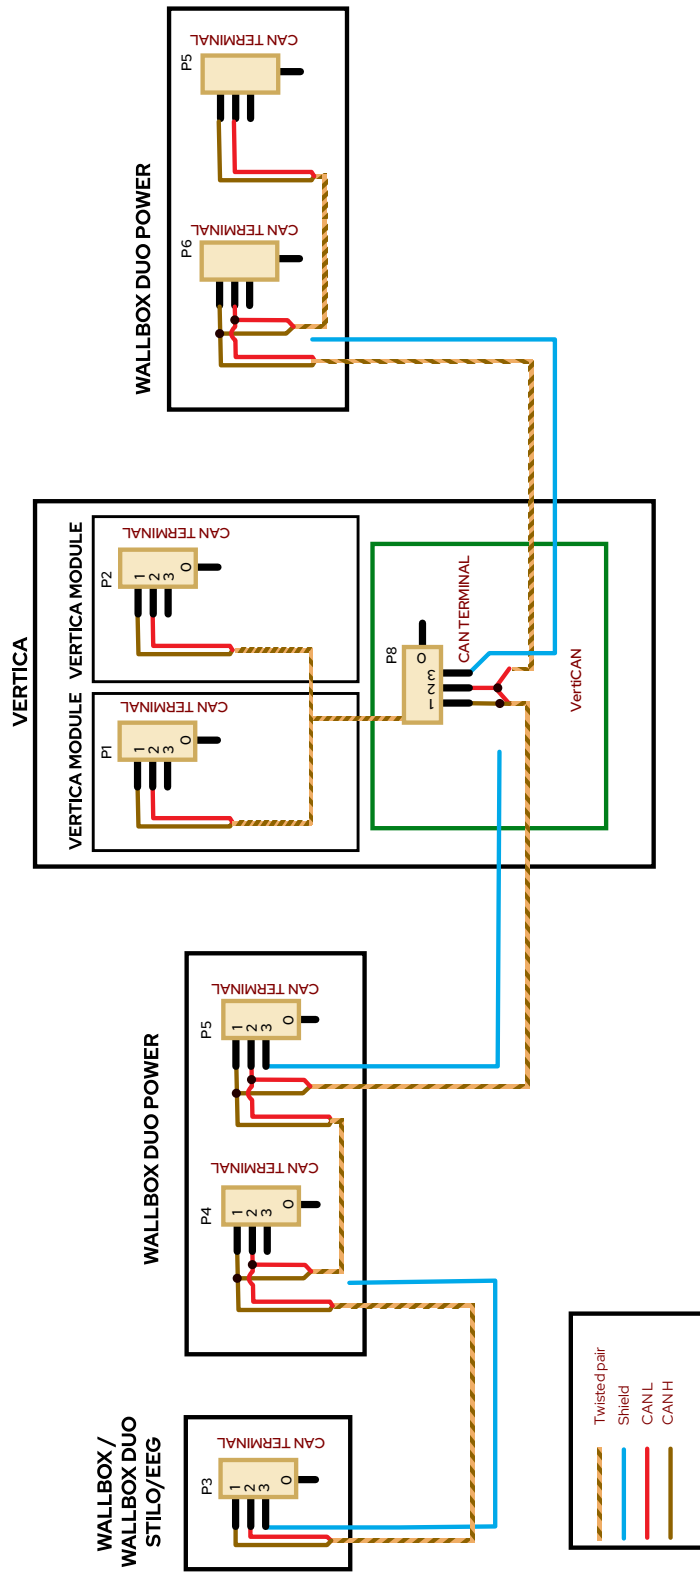 WALLBOX /
WALLBOX DUO
STILO/EEG
P3
CAN TERMINAL
1
2
3
0
WALLBOX DUO POWER
P4
CAN TERMINAL
1
2
3
0
P5
CAN TERMINAL
1
2
3
0
VERTICA
VERTICA MODULE
P1
CAN TERMINAL
1
2
3
0
VERTICA MODULE
P2
CAN TERMINAL
1
2
3
0
P8
CAN TERMINAL
0
1
2
3
VertiCAN
WALLBOX DUO POWER
P6
CAN TERMINAL
P5
CAN TERMINAL
Twisted pair
Shield
CAN L
CAN H